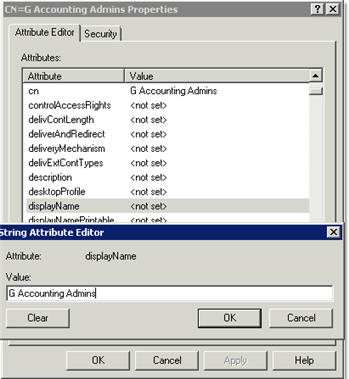 CN=G Accounting Admins Properties
Attribute Editor Security
Attributes:
Attribute Value
cn G Accounting Admins
controlAccessRights <not set>
delivContLength <not set>
deliverAndRedirect <not set>
deliveryMechanism <not set>
delivExtContTypes <not set>
description <not set>
desktopProfile <not set>
displayName <not set>
displayNamePrintable <not set>
String Attribute Editor
Attribute: displayName
Value:
G Accounting Admins
Clear OK Cancel
OK Cancel Apply Help